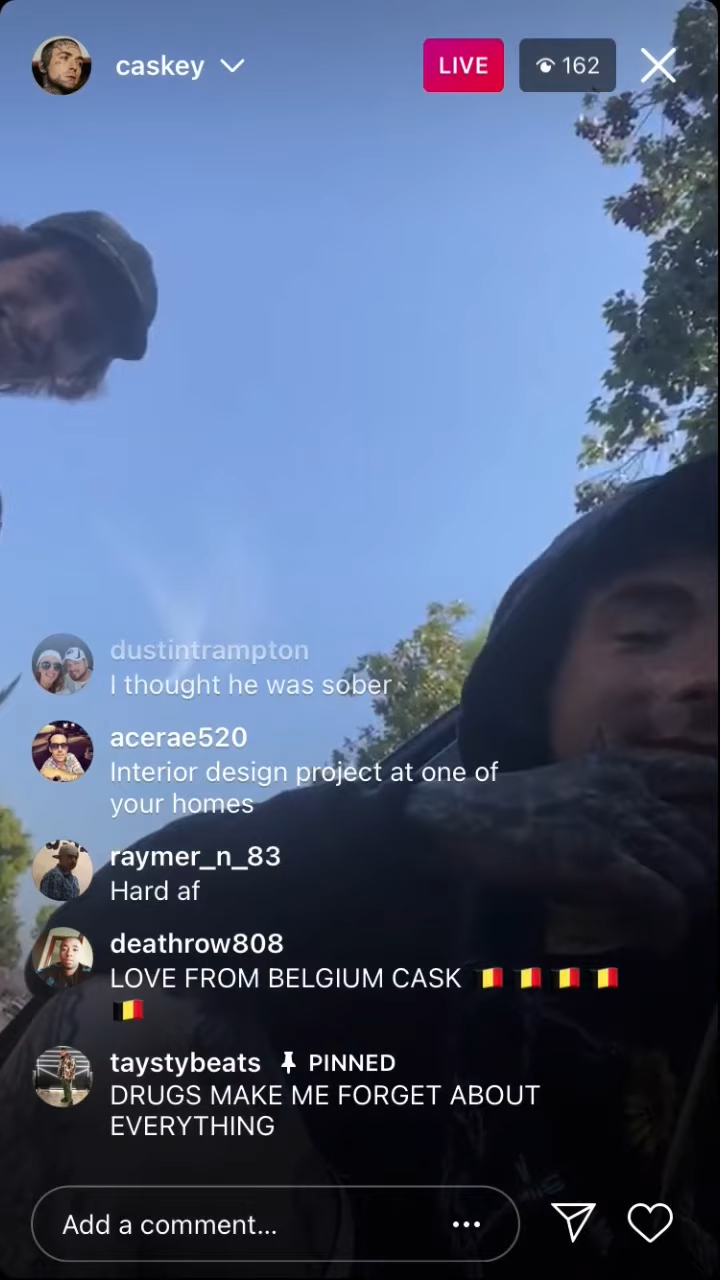 caskey
LIVE
162
dustintrampton
I thought he was sober
acerae520
Interior design project at one of
your homes
raymer_n_83
Hard af
deathrow808
LOVE FROM BELGIUM CASK 🇧🇪 🇧🇪 🇧🇪 🇧🇪
🇧🇪
taystybeats PINNED
DRUGS MAKE ME FORGET ABOUT
EVERYTHING
Add a comment...